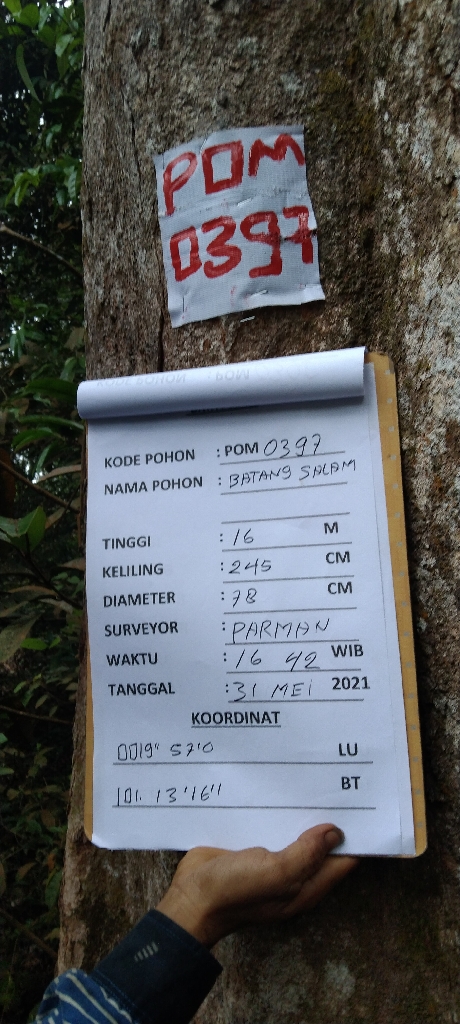 POM
0397
KODE POHON : POM 0397
NAMA POHON : BATANG SALAM
TINGGI : 16 M
KELILING : 245 CM
DIAMETER : 78 CM
SURVEYOR : PARMAN
WAKTU : 16 42 WIB
TANGGAL : 31 MEI 2021
KOORDINAT
0019" 57'0 LU
101. 13'16" BT